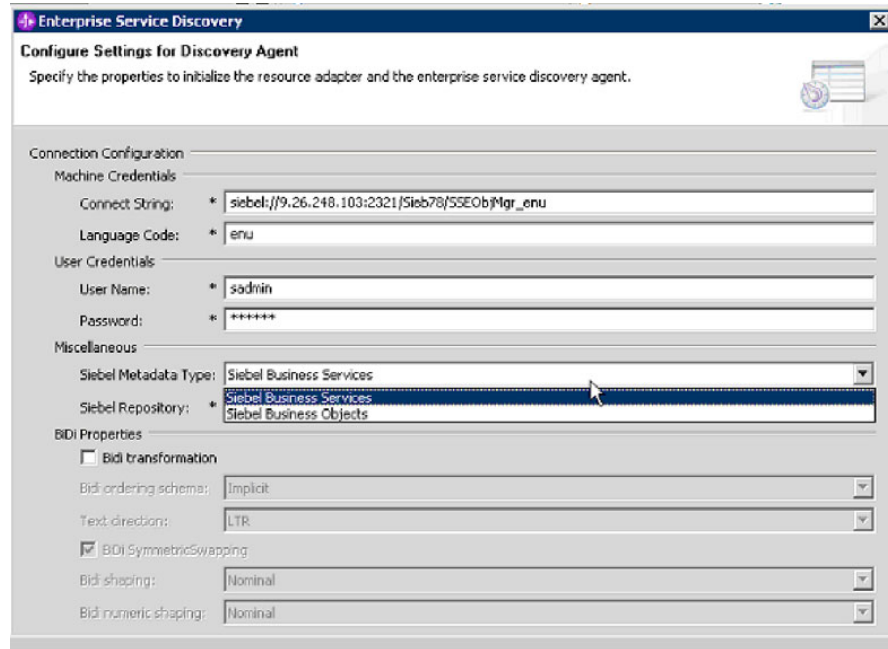 Enterprise Service Discovery
Configure Settings for Discovery Agent
Specify the properties to initialize the resource adapter and the enterprise service discovery agent.
Connection Configuration
Machine Credentials
Connect String: * siebel://9.26.248.103:2321/Sieb78/SSEObjMgr_enu
Language Code: * enu
User Credentials
User Name: * sadmin
Password: * ******
Miscellaneous
Siebel Metadata Type: Siebel Business Services
Siebel Business Services
Siebel Repository: * Siebel Business Objects
BiDi Properties
Bidi transformation
Bidi ordering schema: Implicit
Text direction: LTR
BiDi SymmetricSwapping
Bidi shaping: Nominal
Bidi numeric shaping: Nominal